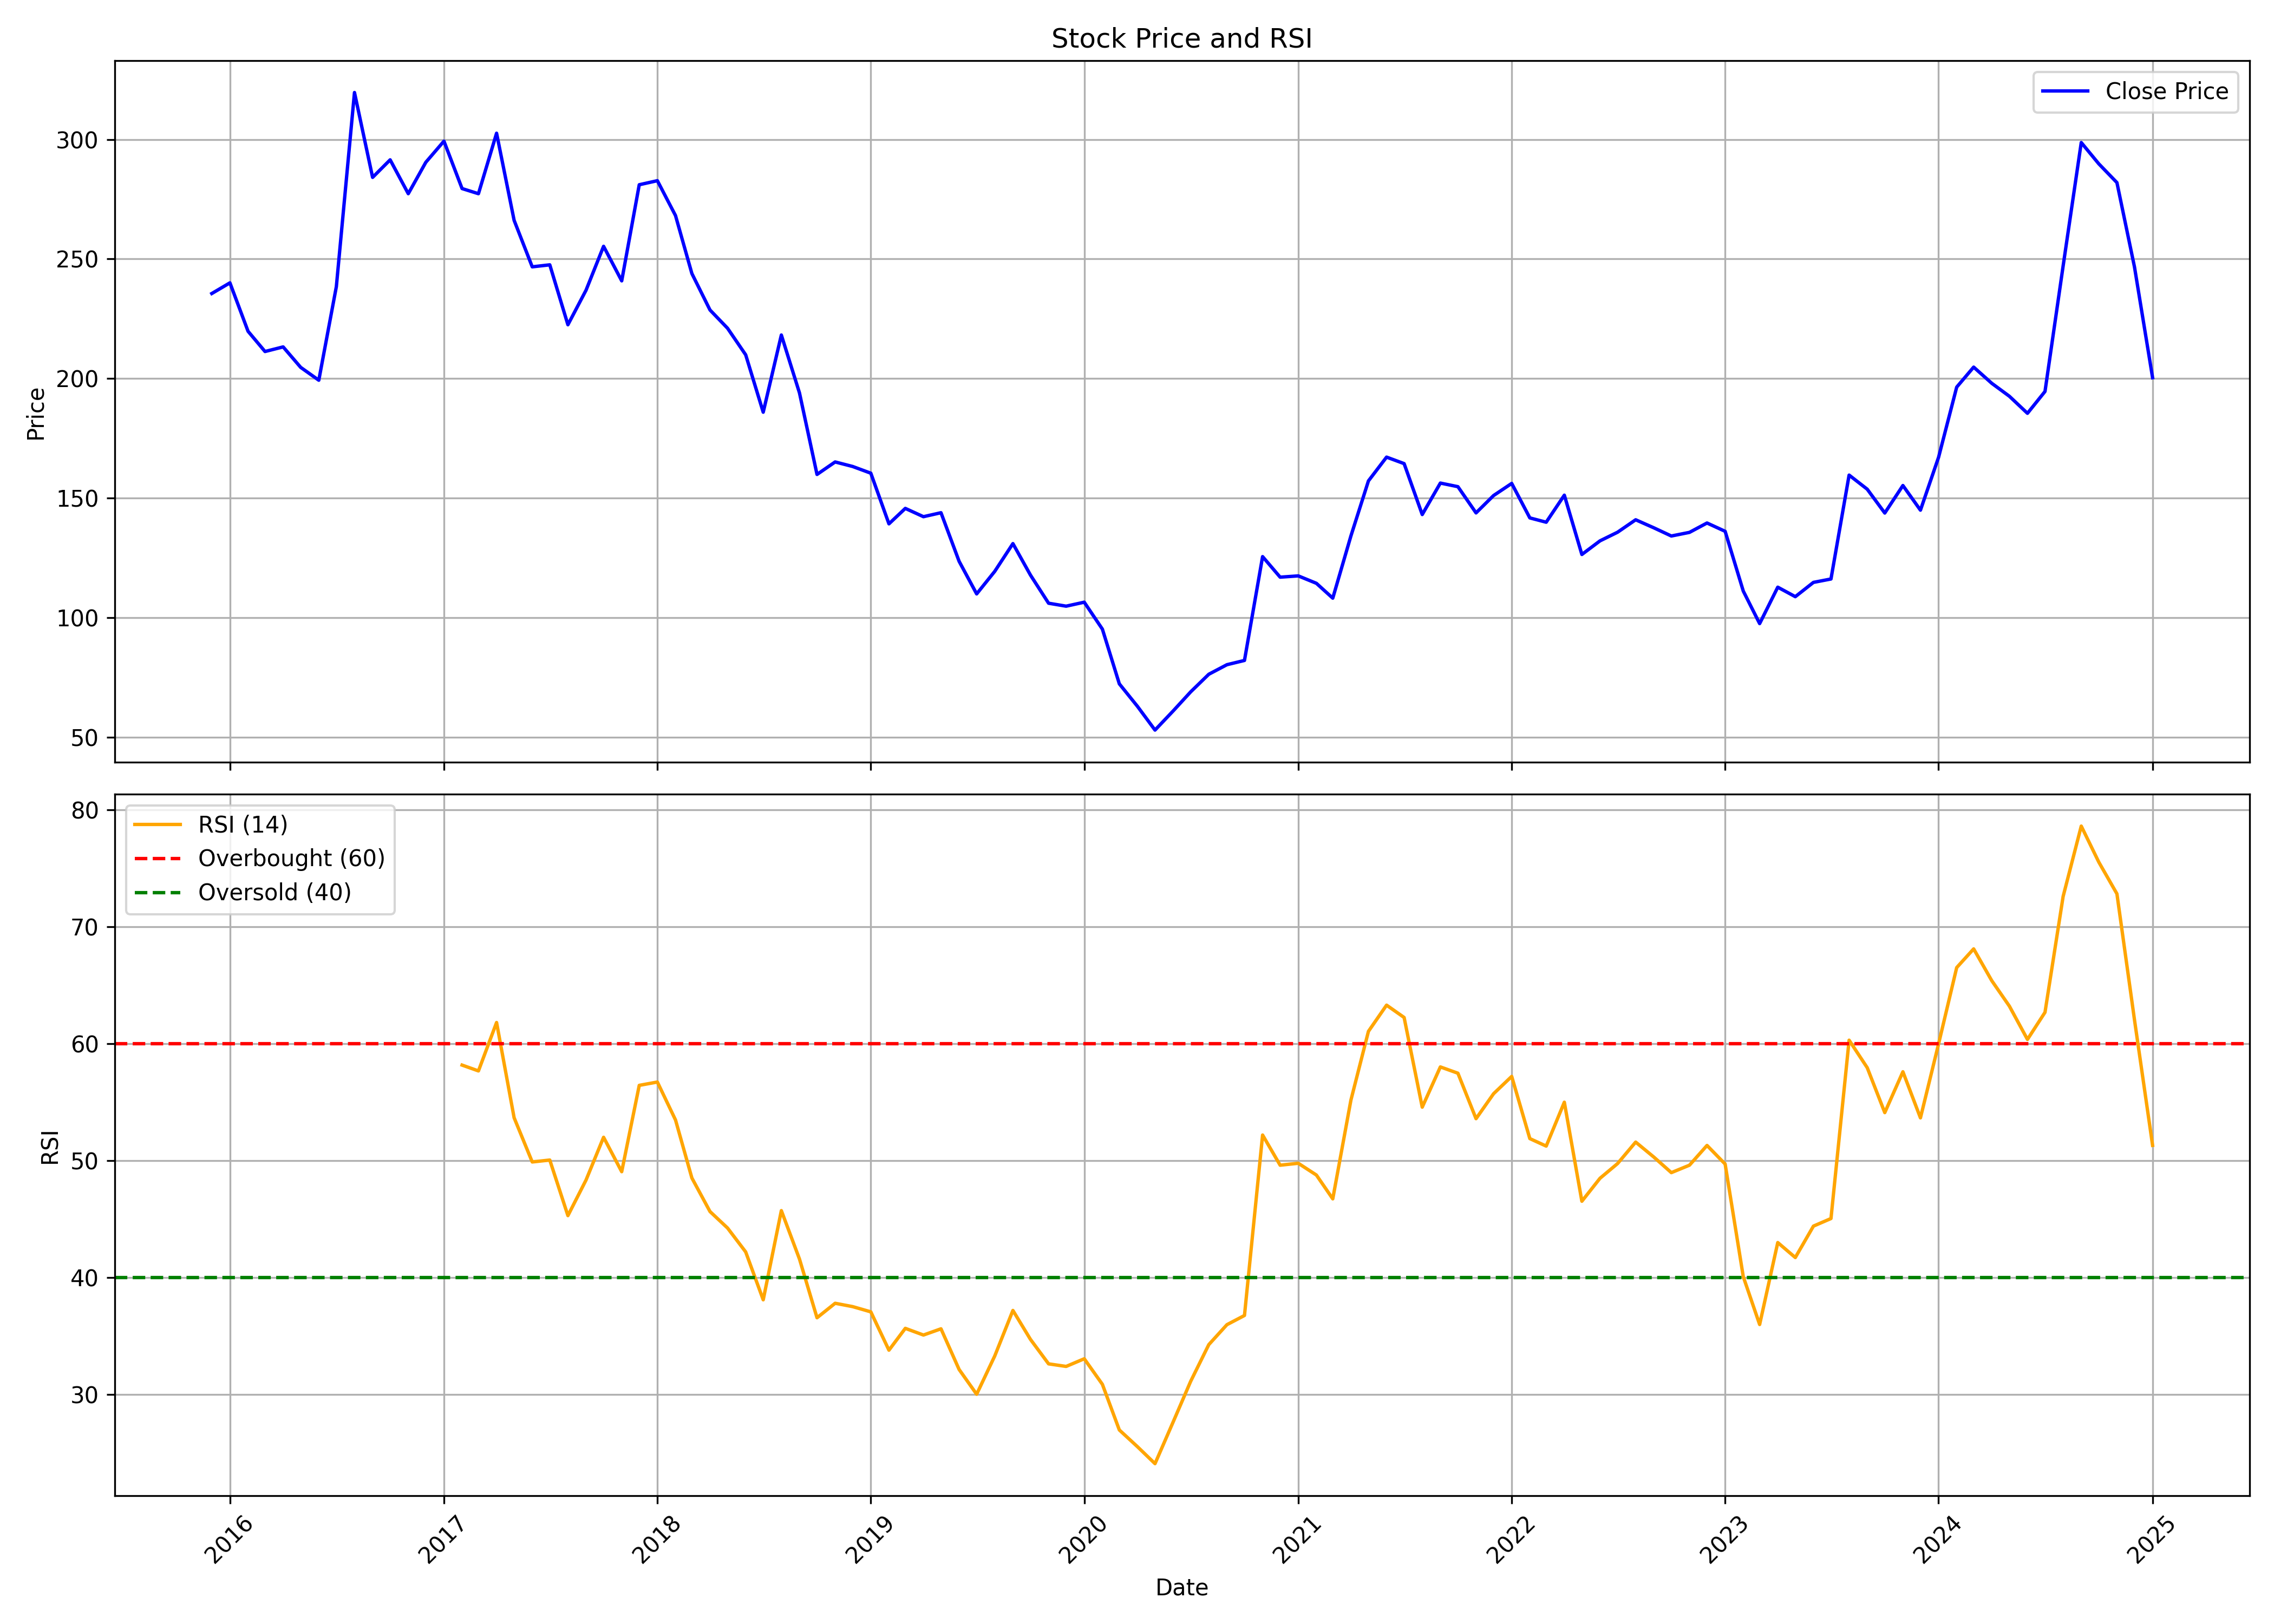 Stock Price and RSI
Close Price
Price
300
250
200
150
100
50
RSI (14)
Overbought (60)
Oversold (40)
RSI
80
70
60
50
40
30
2016
2017
2018
2019
2020
2021
2022
2023
2024
2025
Date